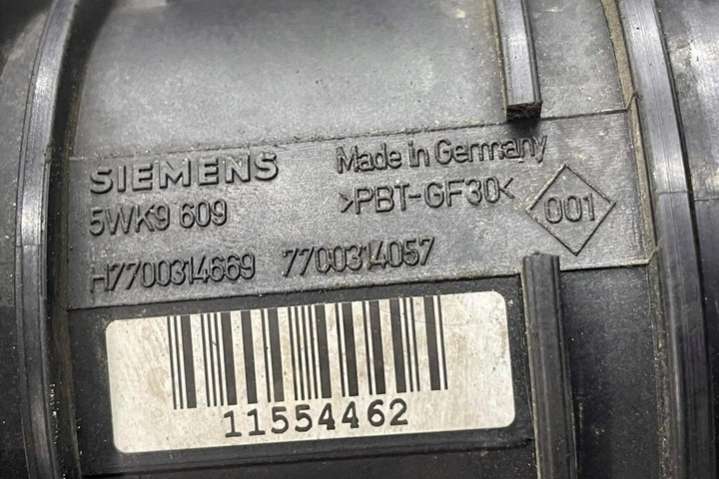 SIEMENS Made in Germany
5WK9 609 >PBT-GF30< 001
H7700314669 7700314057
11554462